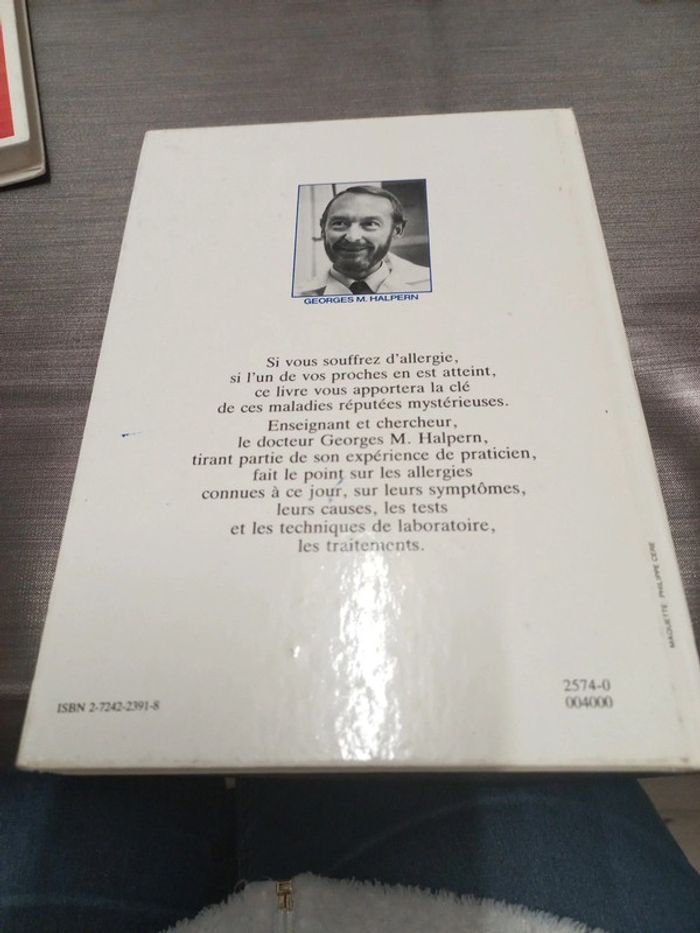 GEORGES M. HALPERN
Si vous souffrez d'allergie,
si l'un de vos proches en est atteint,
ce livre vous apportera la clé
de ces maladies réputées mystérieuses.
Enseignant et chercheur,
le docteur Georges M. Halpern,
tirant partie de son expérience de praticien,
fait le point sur les allergies
connues à ce jour, sur leurs symptômes,
leurs causes, les tests
et les techniques de laboratoire,
les traitements.
MAQUETTE PHILIPPE CERE
ISBN 2-7242-2391-8
2574-0
004000